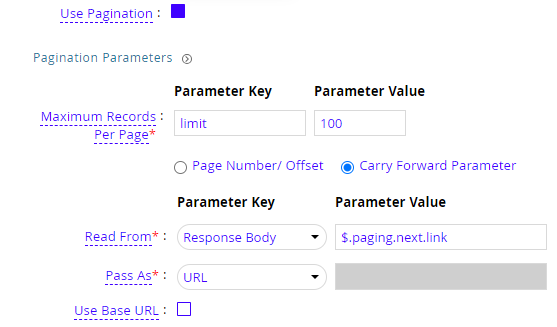 Use Pagination :
Pagination Parameters
Parameter Key Parameter Value
Maximum Records : limit 100
Per Page*
Page Number/ Offset Carry Forward Parameter
Parameter Key Parameter Value
Read From* : Response Body $.paging.next.link
Pass As* : URL
Use Base URL :